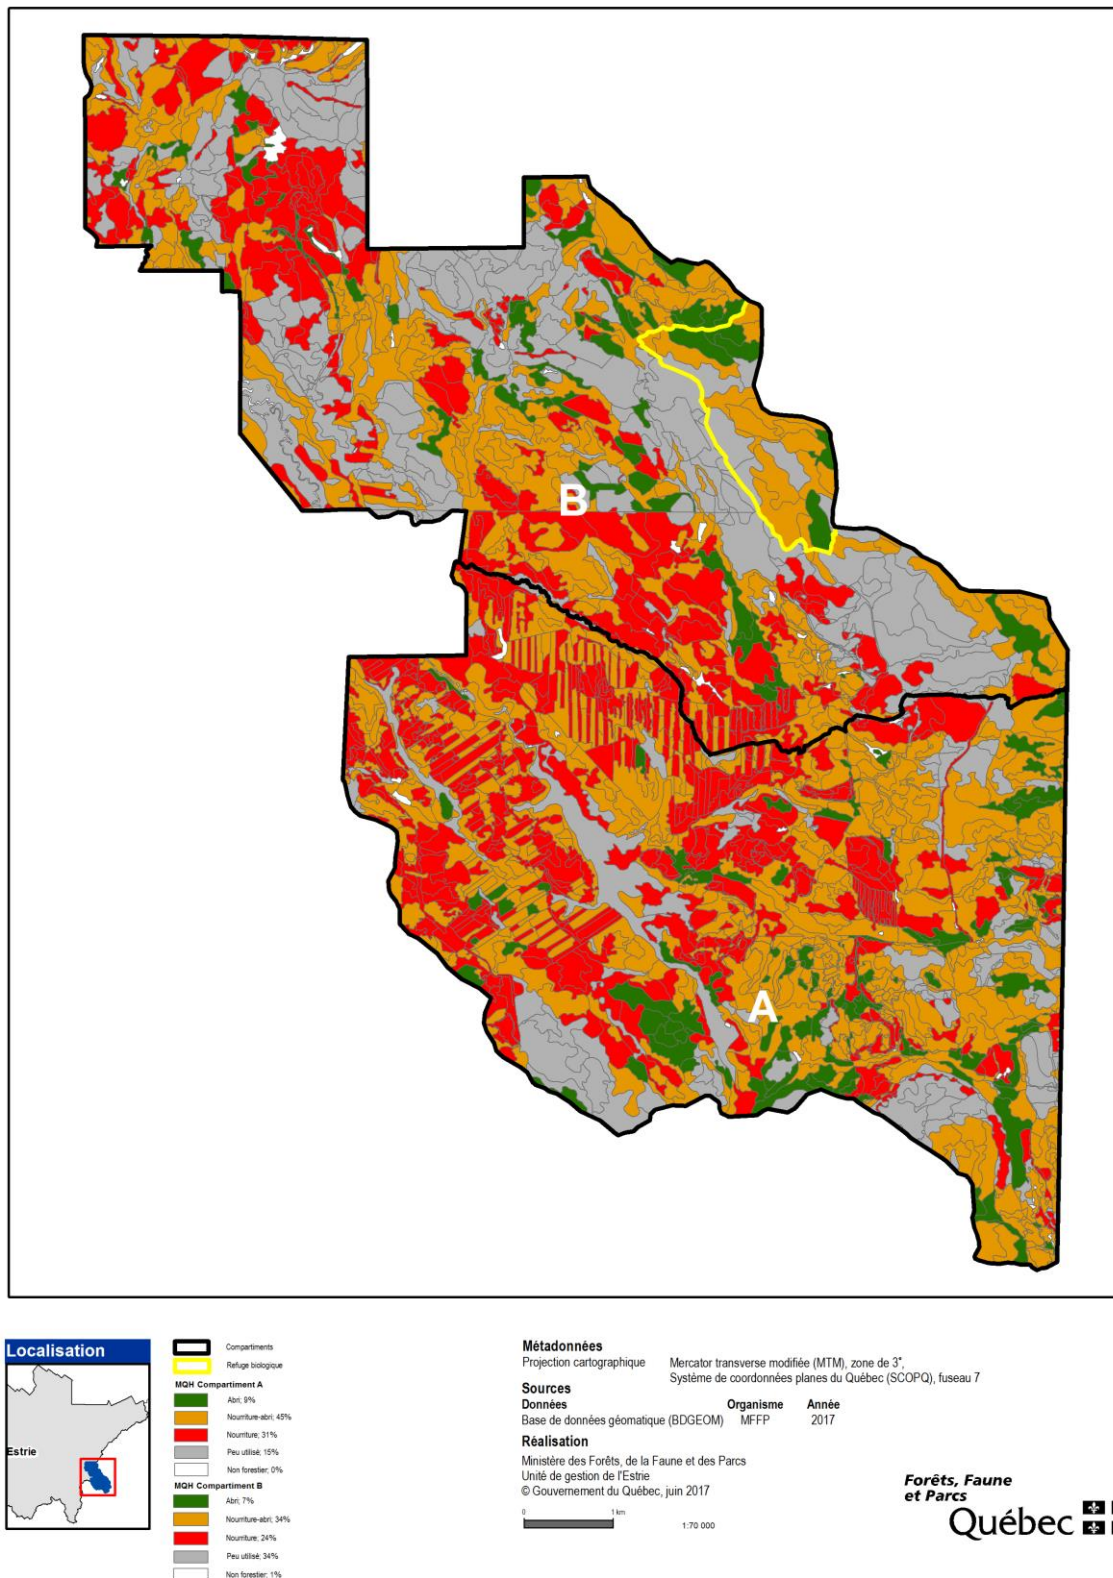 B
A
Localisation
Estrie
Compartiments
Refuge biologique
MQH Compartiment A
Abri; 9%
Nourriture-abri; 45%
Nourriture; 31%
Peu utilisé; 15%
Non forestier; 0%
MQH Compartiment B
Abri; 7%
Nourriture-abri; 34%
Nourriture; 24%
Peu utilisé; 34%
Non forestier; 1%
Métadonnées
Projection cartographique Mercator transverse modifiée (MTM), zone de 3°,
Système de coordonnées planes du Québec (SCOPQ), fuseau 7
Sources
Données Organisme Année
Base de données géomatique (BDGEOM) MFFP 2017
Réalisation
Ministère des Forêts, de la Faune et des Parcs
Unité de gestion de l'Estrie
© Gouvernement du Québec, juin 2017
0 1 km
1:70 000
Forêts, Faune
et Parcs
Québec